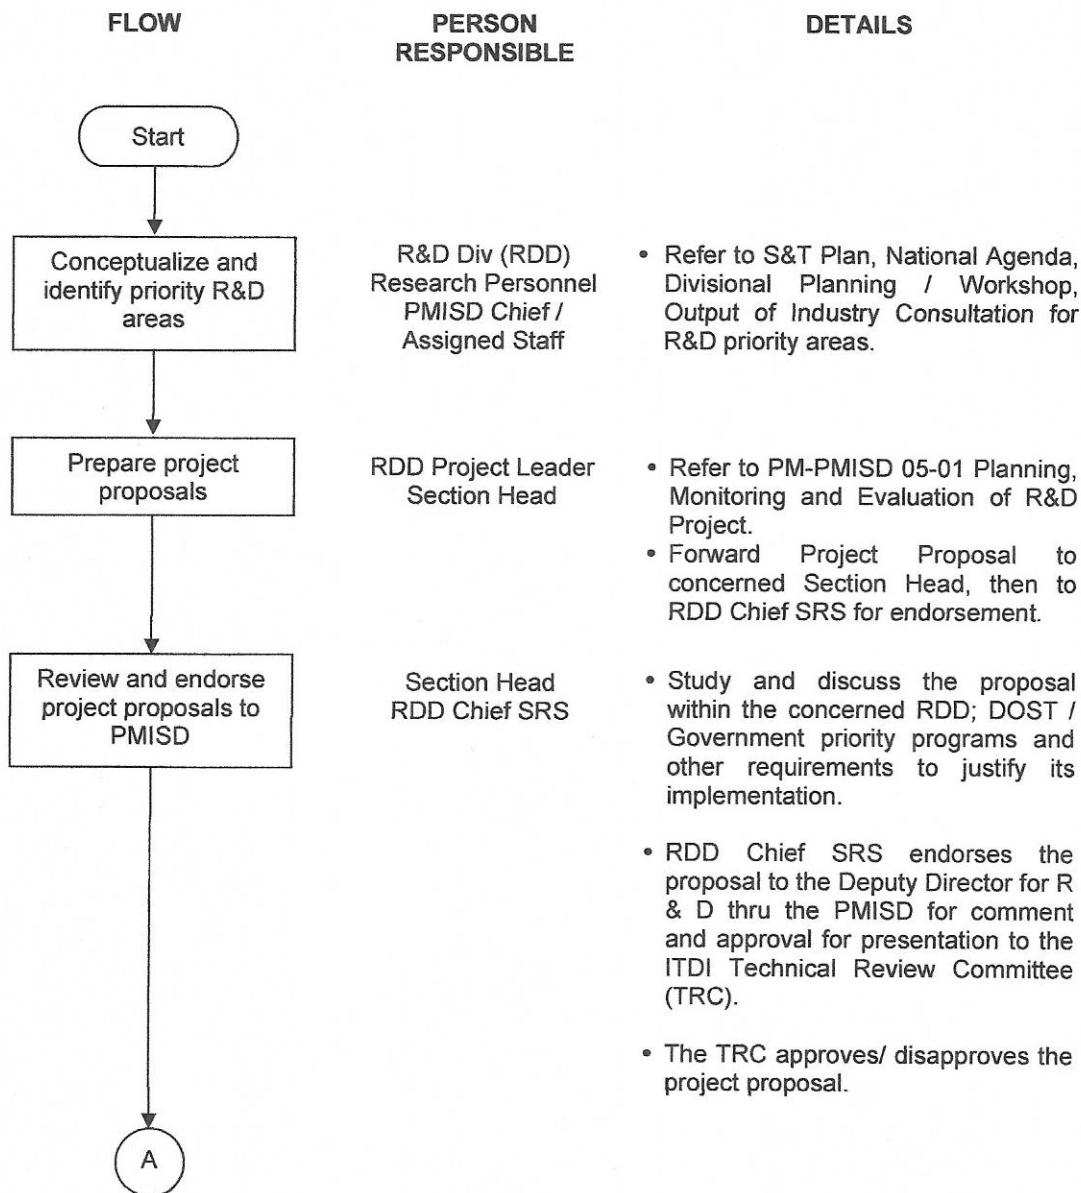 FLOW
PERSON
RESPONSIBLE
DETAILS
Start
Conceptualize and
identify priority R&D
areas
R&D Div (RDD)
Research Personnel
PMISD Chief /
Assigned Staff
• Refer to S&T Plan, National Agenda,
Divisional Planning / Workshop,
Output of Industry Consultation for
R&D priority areas.
Prepare project
proposals
RDD Project Leader
Section Head
• Refer to PM-PMISD 05-01 Planning,
Monitoring and Evaluation of R&D
Project.
• Forward Project Proposal to
concerned Section Head, then to
RDD Chief SRS for endorsement.
Review and endorse
project proposals to
PMISD
Section Head
RDD Chief SRS
• Study and discuss the proposal
within the concerned RDD; DOST /
Government priority programs and
other requirements to justify its
implementation.
• RDD Chief SRS endorses the
proposal to the Deputy Director for R
& D thru the PMISD for comment
and approval for presentation to the
ITDI Technical Review Committee
(TRC).
• The TRC approves/ disapproves the
project proposal.
A